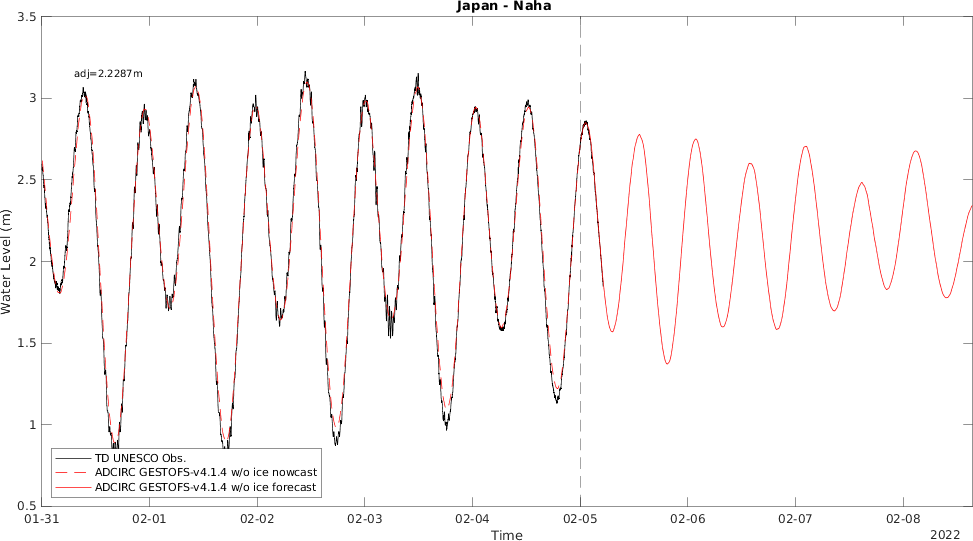 Japan - Naha
adj=2.2287m
3.5
3
2.5
2
1.5
1
0.5
Water Level (m)
TD UNESCO Obs.
ADCIRC GESTOFS-v4.1.4 w/o ice nowcast
ADCIRC GESTOFS-v4.1.4 w/o ice forecast
01-31 02-01 02-02 02-03 02-04 02-05 02-06 02-07 02-08
Time
2022